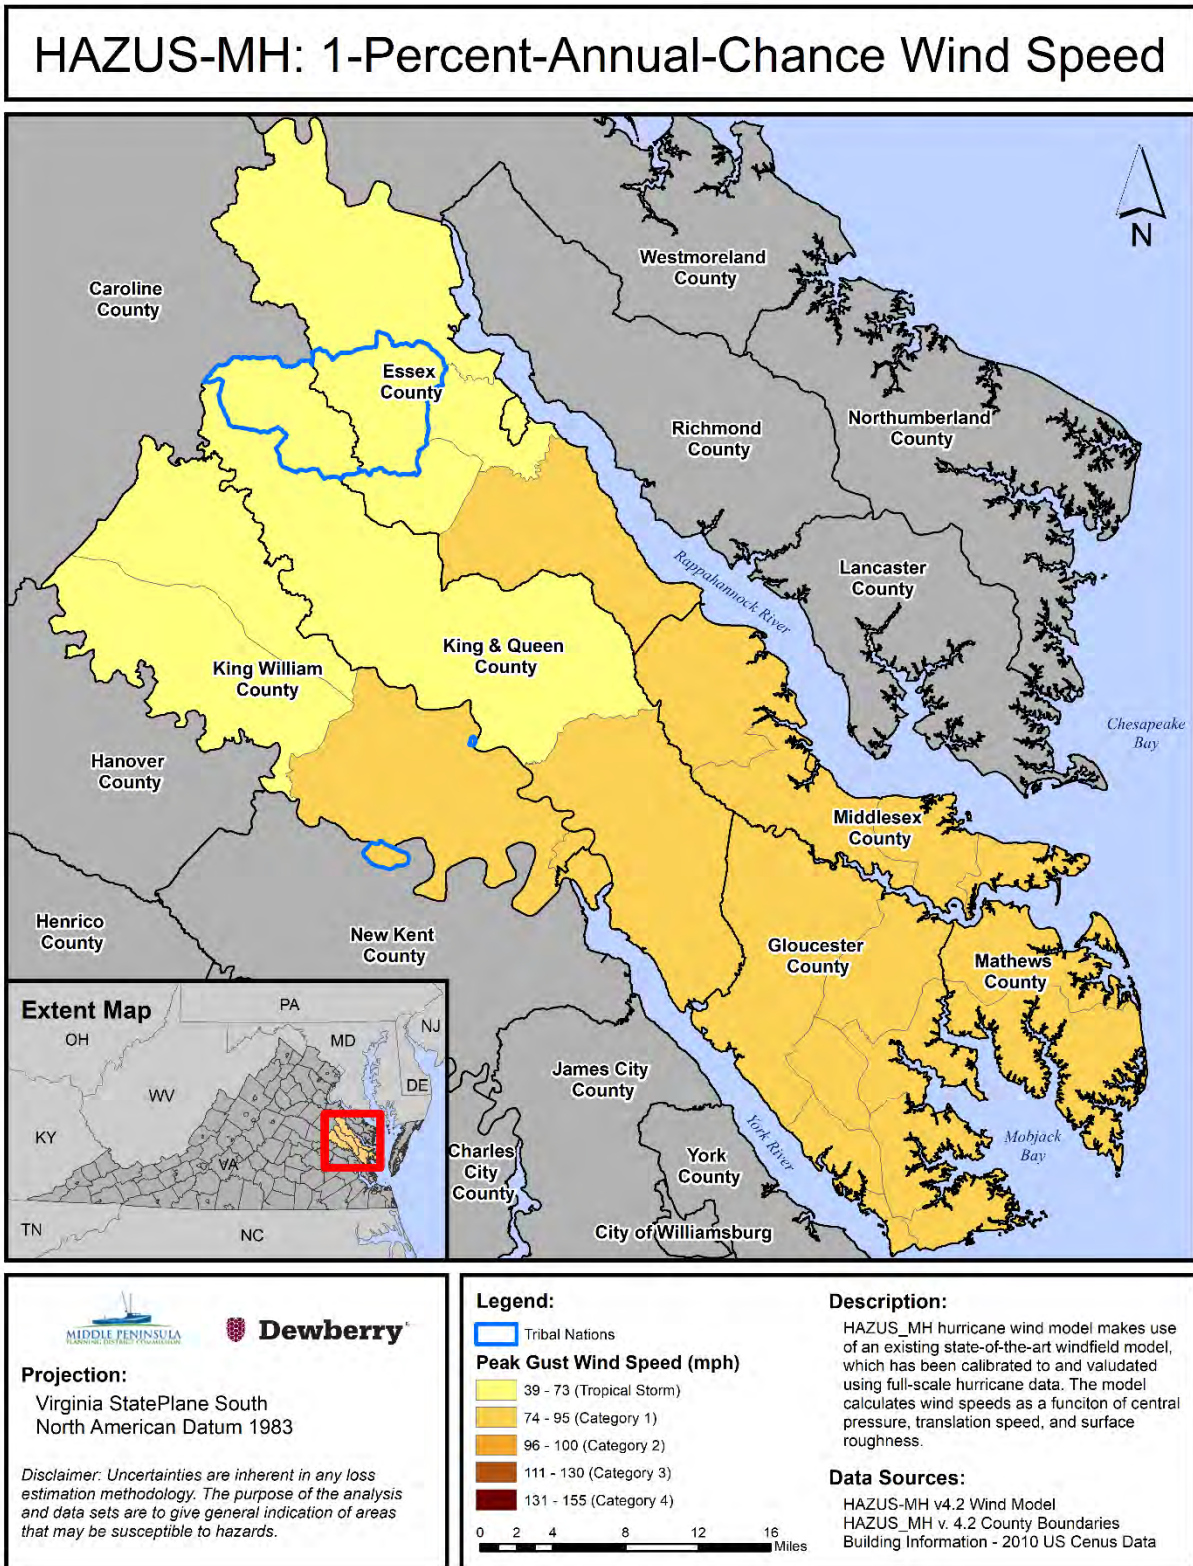 HAZUS-MH: 1-Percent-Annual-Chance Wind Speed
N
Westmoreland
County
Caroline
County
Essex
County
Richmond
County
Northumberland
County
Rappahannock River
Lancaster
County
King & Queen
County
King William
County
Chesapeake
Bay
Hanover
County
Middlesex
County
Henrico
County
New Kent
County
Gloucester
County
Mathews
County
James City
County
Mobjack
Bay
York River
Charles
City
County
York
County
City of Williamsburg
Extent Map
PA
OH
MD
NJ
WV
DE
KY
VA
TN
NC
MIDDLE PENINSULA
PLANNING DISTRICT COMMISSION
Dewberry
Projection:
Virginia StatePlane South
North American Datum 1983
Disclaimer: Uncertainties are inherent in any loss
estimation methodology. The purpose of the analysis
and data sets are to give general indication of areas
that may be susceptible to hazards.
Legend:
Tribal Nations
Peak Gust Wind Speed (mph)
39 - 73 (Tropical Storm)
74 - 95 (Category 1)
96 - 100 (Category 2)
111 - 130 (Category 3)
131 - 155 (Category 4)
0 2 4 8 12 16
Miles
Description:
HAZUS_MH hurricane wind model makes use
of an existing state-of-the-art windfield model,
which has been calibrated to and valudated
using full-scale hurricane data. The model
calculates wind speeds as a funciton of central
pressure, translation speed, and surface
roughness.
Data Sources:
HAZUS-MH v4.2 Wind Model
HAZUS_MH v. 4.2 County Boundaries
Building Information - 2010 US Cenus Data